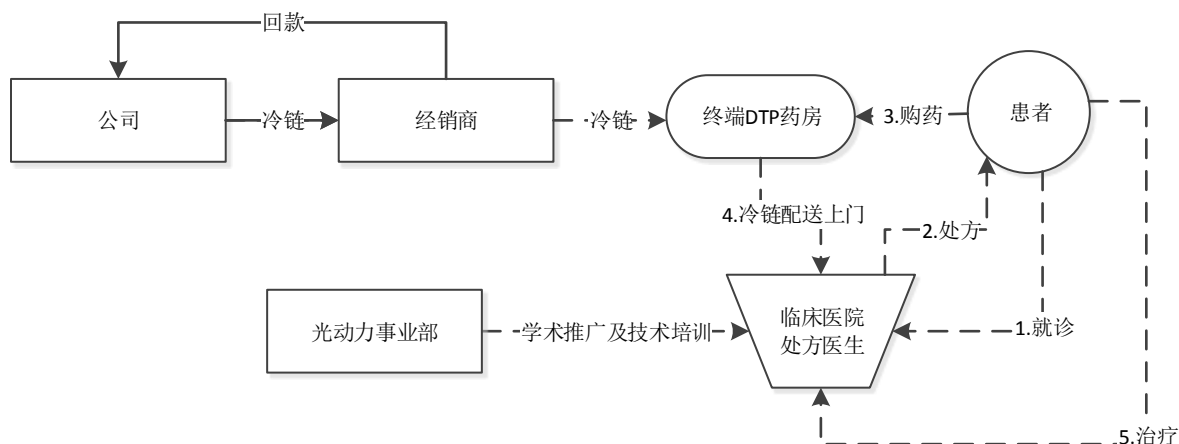 回款
公司
冷链
经销商
冷链
终端DTP药房
3.购药
患者
4.冷链配送上门
2.处方
光动力事业部
学术推广及技术培训
临床医院
处方医生
1.就诊
5.治疗